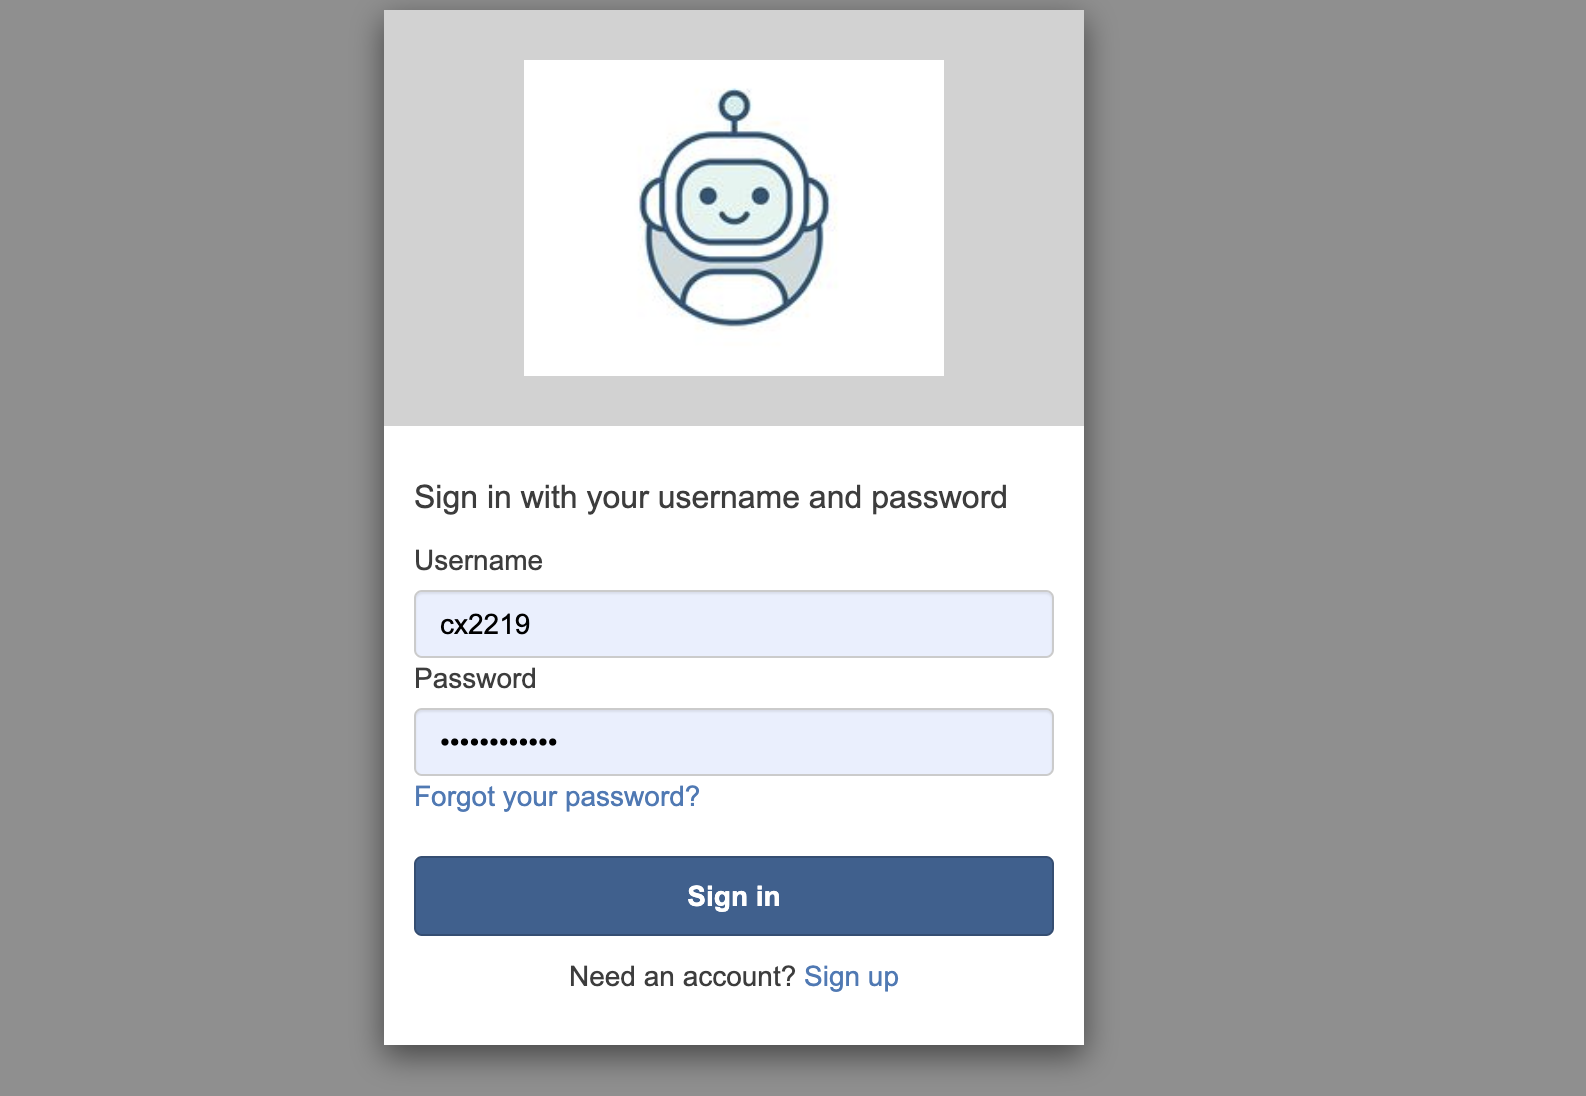 Sign in with your username and password
Username
cx2219
Password
••••••••••••
Forgot your password?
Sign in
Need an account? Sign up